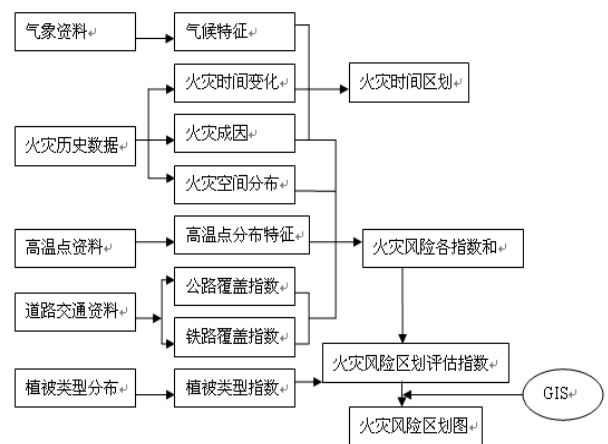 气象资料
气候特征
火灾时间变化
火灾时间区划
火灾历史数据
火灾成因
火灾空间分布
高温点资料
高温点分布特征
火灾风险各指数和
道路交通资料
公路覆盖指数
铁路覆盖指数
火灾风险区划评估指数
植被类型分布
植被类型指数
GIS
火灾风险区划图